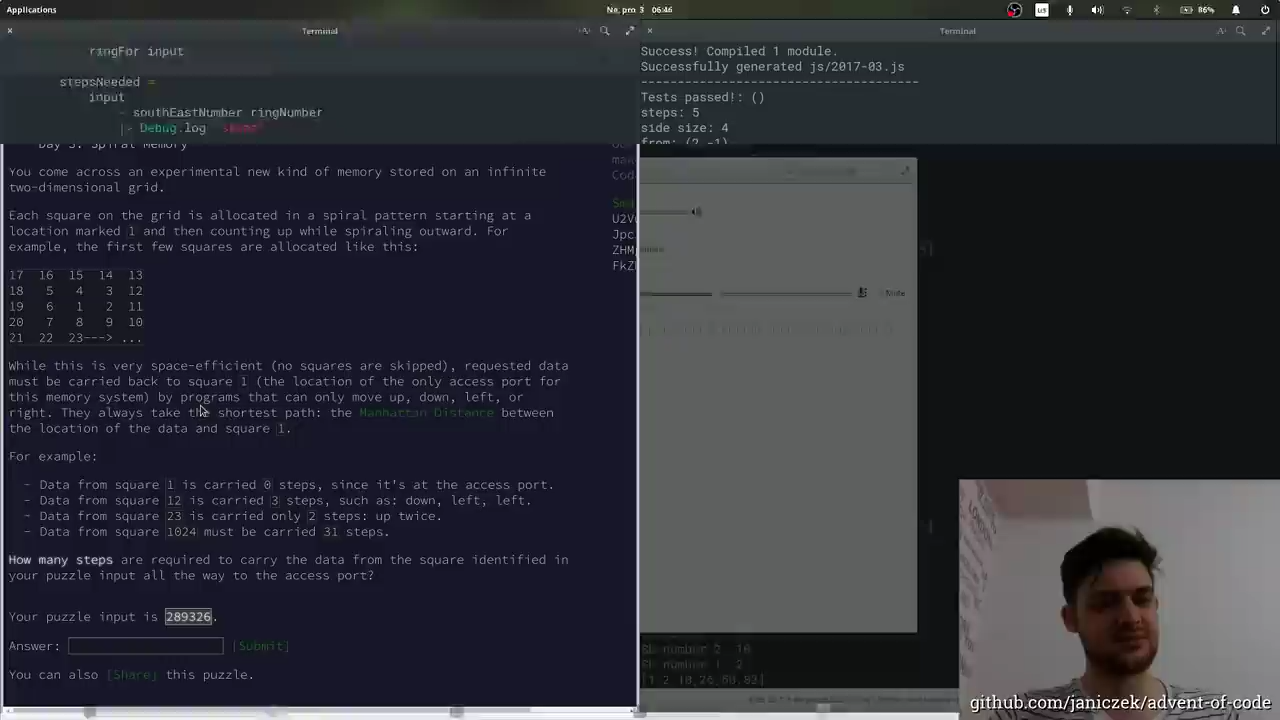 Applications
Ne, pro 3 06:46
86%
Terminal
Terminal
ringFor input
stepsNeeded =
input
- southEastNumber ringNumber
|> Debug.log
Success! Compiled 1 module.
Successfully generated js/2017-03.js
-------------------------------------
Tests passed!: ()
steps: 5
side size: 4
from: (2,-1)
Day 3: Spiral Memory
You come across an experimental new kind of memory stored on an infinite
two-dimensional grid.
Each square on the grid is allocated in a spiral pattern starting at a
location marked 1 and then counting up while spiraling outward. For
example, the first few squares are allocated like this:
17 16 15 14 13
18 5 4 3 12
19 6 1 2 11
20 7 8 9 10
21 22 23---> ...
While this is very space-efficient (no squares are skipped), requested data
must be carried back to square 1 (the location of the only access port for
this memory system) by programs that can only move up, down, left, or
right. They always take the shortest path: the Manhattan Distance between
the location of the data and square 1.
For example:
- Data from square 1 is carried 0 steps, since it's at the access port.
- Data from square 12 is carried 3 steps, such as: down, left, left.
- Data from square 23 is carried only 2 steps: up twice.
- Data from square 1024 must be carried 31 steps.
How many steps are required to carry the data from the square identified in
your puzzle input all the way to the access port?
Your puzzle input is 289326.
Answer: [Submit]
You can also [Share] this puzzle.
Mute
github.com/janiczek/advent-of-code